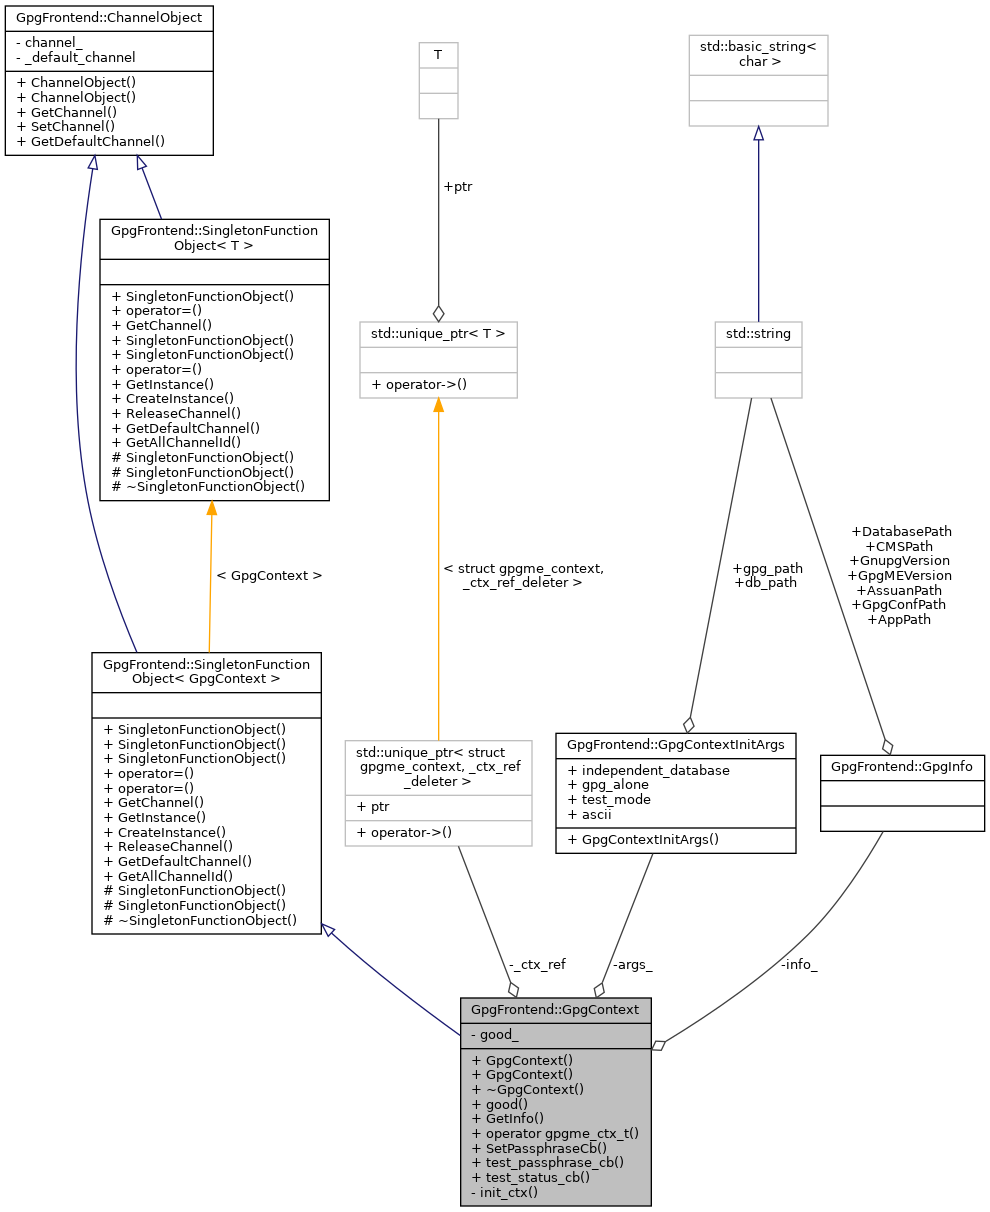 GpgFrontend::ChannelObject
- channel_
- _default_channel
+ ChannelObject()
+ ChannelObject()
+ GetChannel()
+ SetChannel()
+ GetDefaultChannel()
T
+ptr
std::basic_string<
char >
GpgFrontend::SingletonFunction
Object< T >
+ SingletonFunctionObject()
+ operator=()
+ GetChannel()
+ SingletonFunctionObject()
+ SingletonFunctionObject()
+ operator=()
+ GetInstance()
+ CreateInstance()
+ ReleaseChannel()
+ GetDefaultChannel()
+ GetAllChannelId()
# SingletonFunctionObject()
# SingletonFunctionObject()
# ~SingletonFunctionObject()
std::unique_ptr< T >
+ operator->()
std::string
< GpgContext >
< struct gpgme_context,
_ctx_ref_deleter >
+gpg_path
+db_path
+DatabasePath
+CMSPath
+GnupgVersion
+GpgMEVersion
+AssuanPath
+GpgConfPath
+AppPath
GpgFrontend::SingletonFunction
Object< GpgContext >
+ SingletonFunctionObject()
+ SingletonFunctionObject()
+ SingletonFunctionObject()
+ operator=()
+ operator=()
+ GetChannel()
+ GetInstance()
+ CreateInstance()
+ ReleaseChannel()
+ GetDefaultChannel()
+ GetAllChannelId()
# SingletonFunctionObject()
# SingletonFunctionObject()
# ~SingletonFunctionObject()
std::unique_ptr< struct
gpgme_context, _ctx_ref
_deleter >
+ ptr
+ operator->()
GpgFrontend::GpgContextInitArgs
+ independent_database
+ gpg_alone
+ test_mode
+ ascii
+ GpgContextInitArgs()
GpgFrontend::GpgInfo
-_ctx_ref
-args_
-info_
GpgFrontend::GpgContext
- good_
+ GpgContext()
+ GpgContext()
+ ~GpgContext()
+ good()
+ GetInfo()
+ operator gpgme_ctx_t()
+ SetPassphraseCb()
+ test_passphrase_cb()
+ test_status_cb()
- init_ctx()